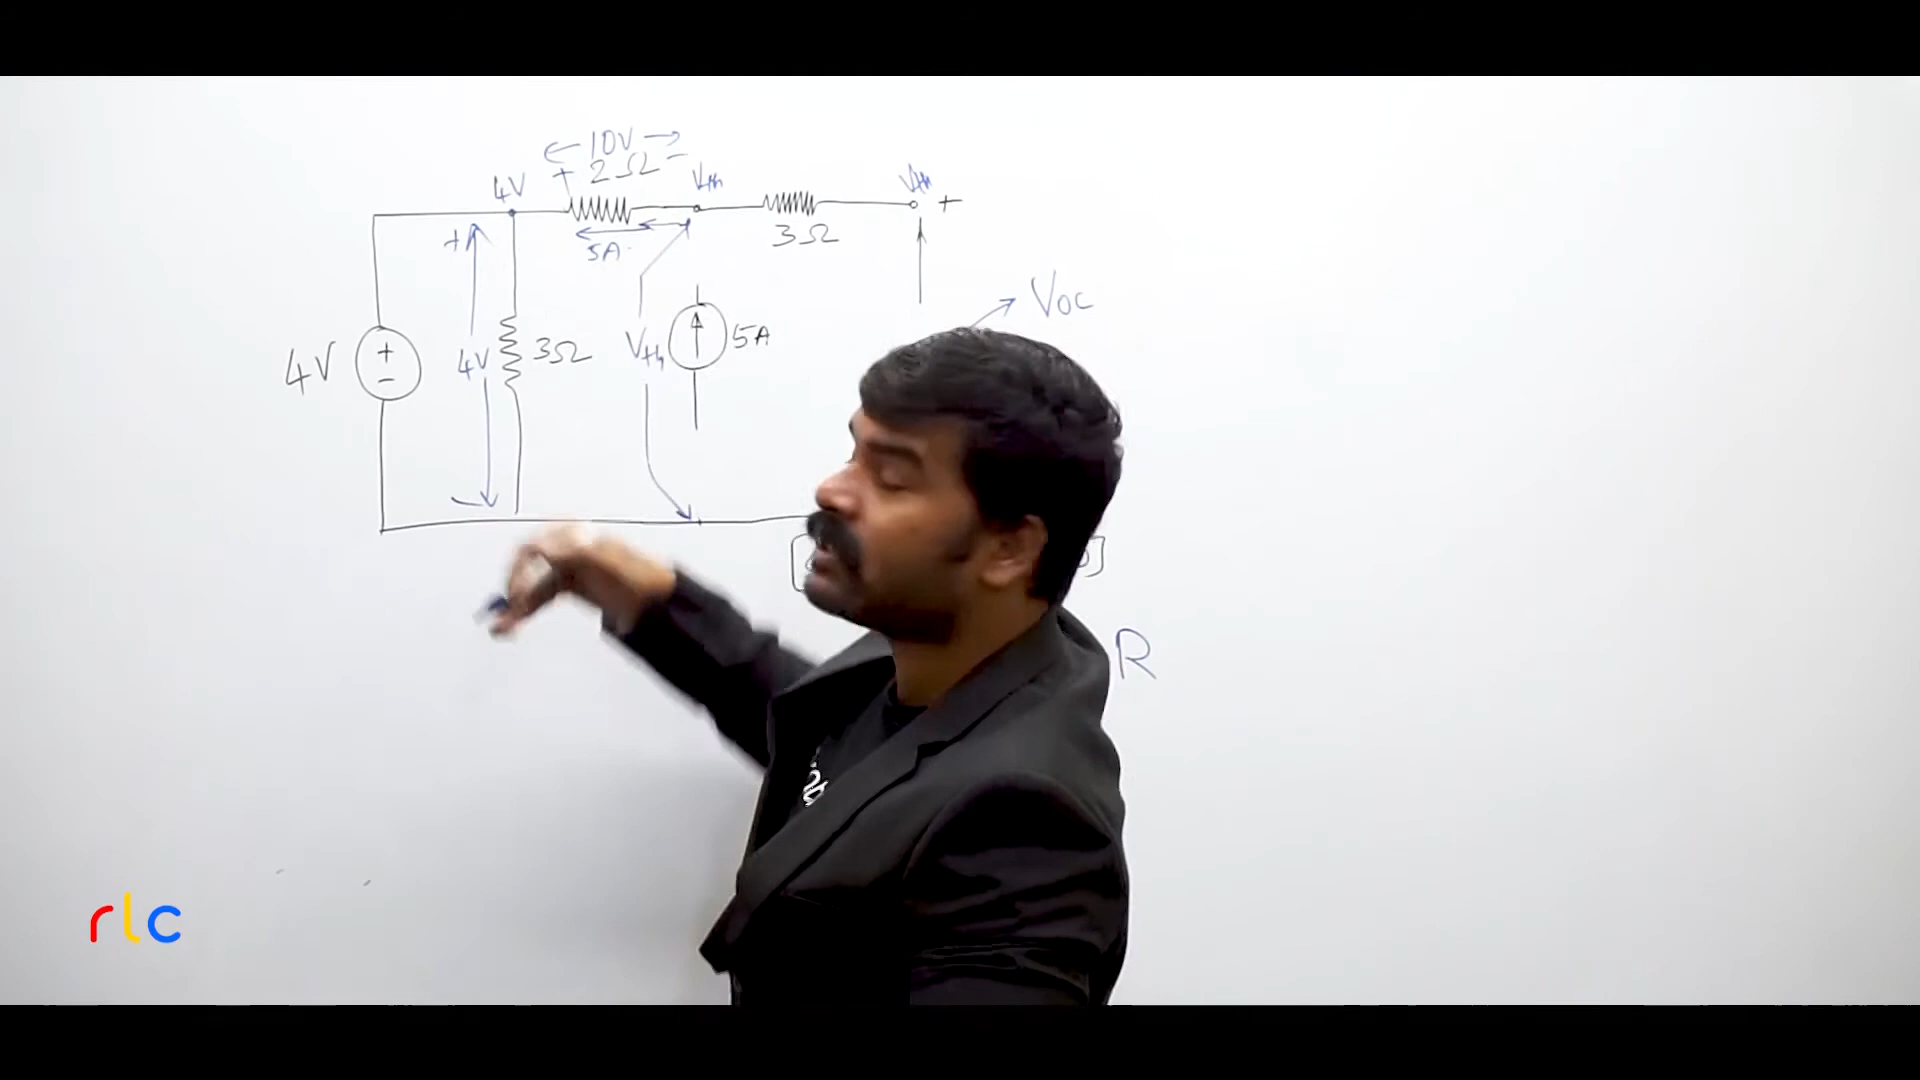 ← 10V →
+ 2Ω −
4V
Vth
Vth
+
5A
3Ω
+
Voc
4V
+
−
4V
3Ω
Vth
5A
R
rlc